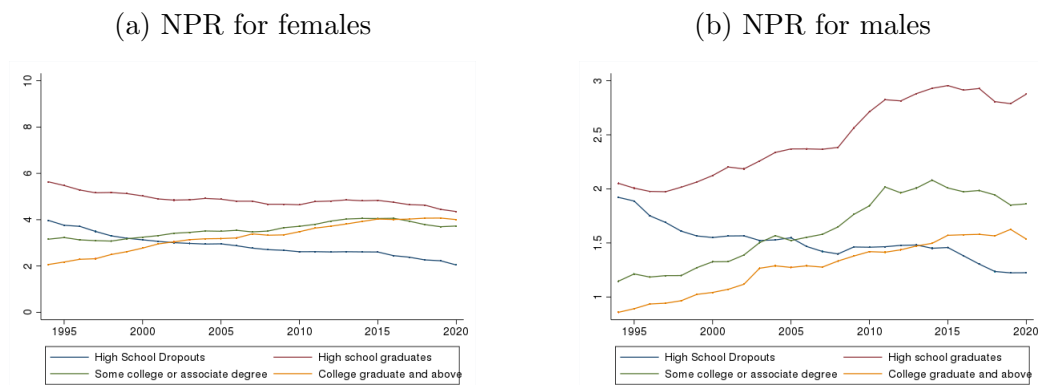 (a) NPR for females
(b) NPR for males
10
8
6
4
2
0
1995 2000 2005 2010 2015 2020
High School Dropouts High school graduates
Some college or associate degree College graduate and above
3
2.5
2
1.5
1
1995 2000 2005 2010 2015 2020
High School Dropouts High school graduates
Some college or associate degree College graduate and above